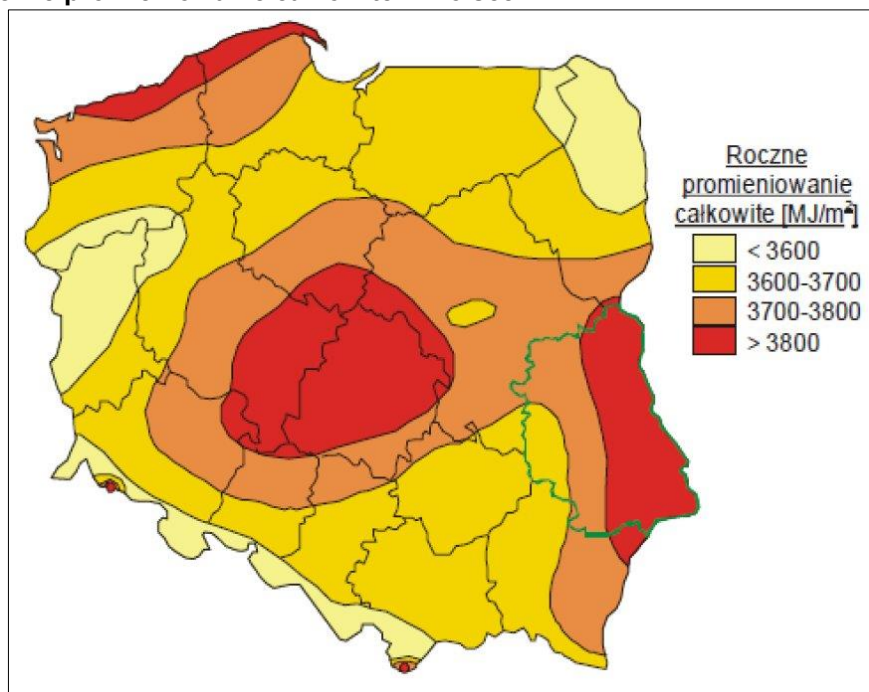 Roczne
promieniowanie
całkowite [MJ/m²]
< 3600
3600-3700
3700-3800
> 3800